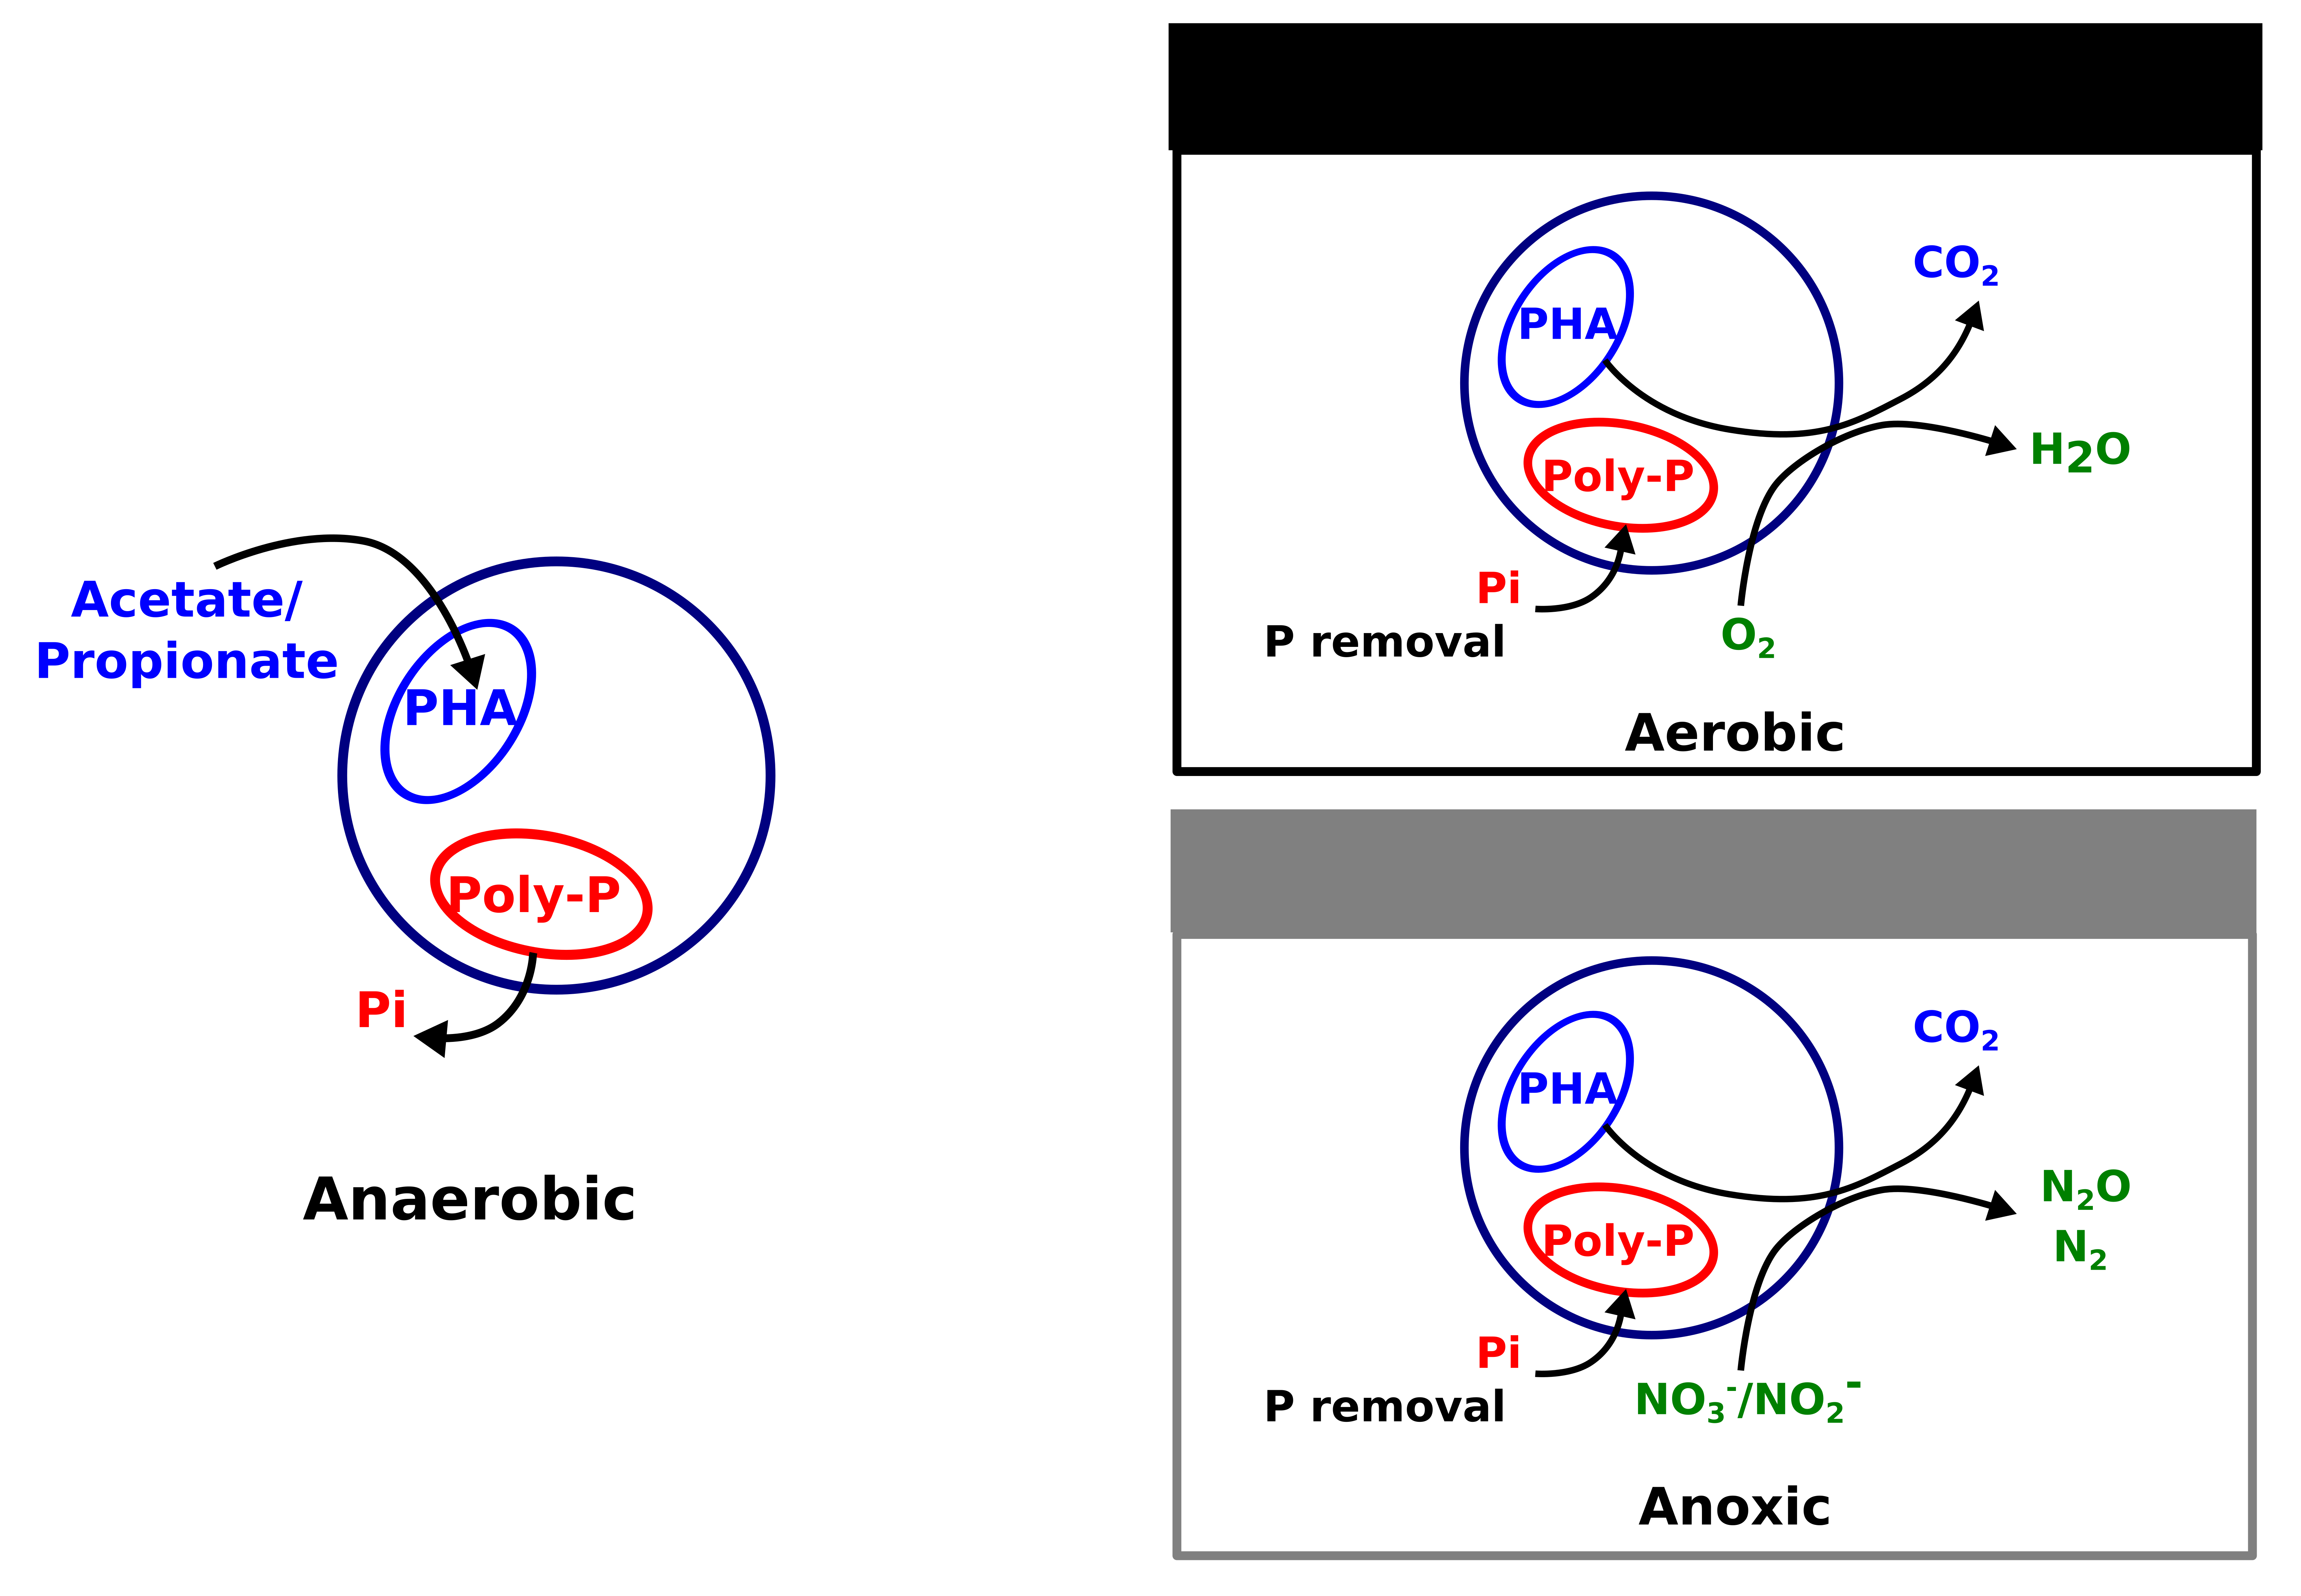 Acetate/
Propionate
PHA
Poly-P
Pi
Anaerobic
PHA
CO₂
H2O
Poly-P
Pi
P removal
O₂
Aerobic
PHA
CO₂
N₂O
N₂
Poly-P
Pi
P removal
NO₃⁻/NO₂⁻
Anoxic